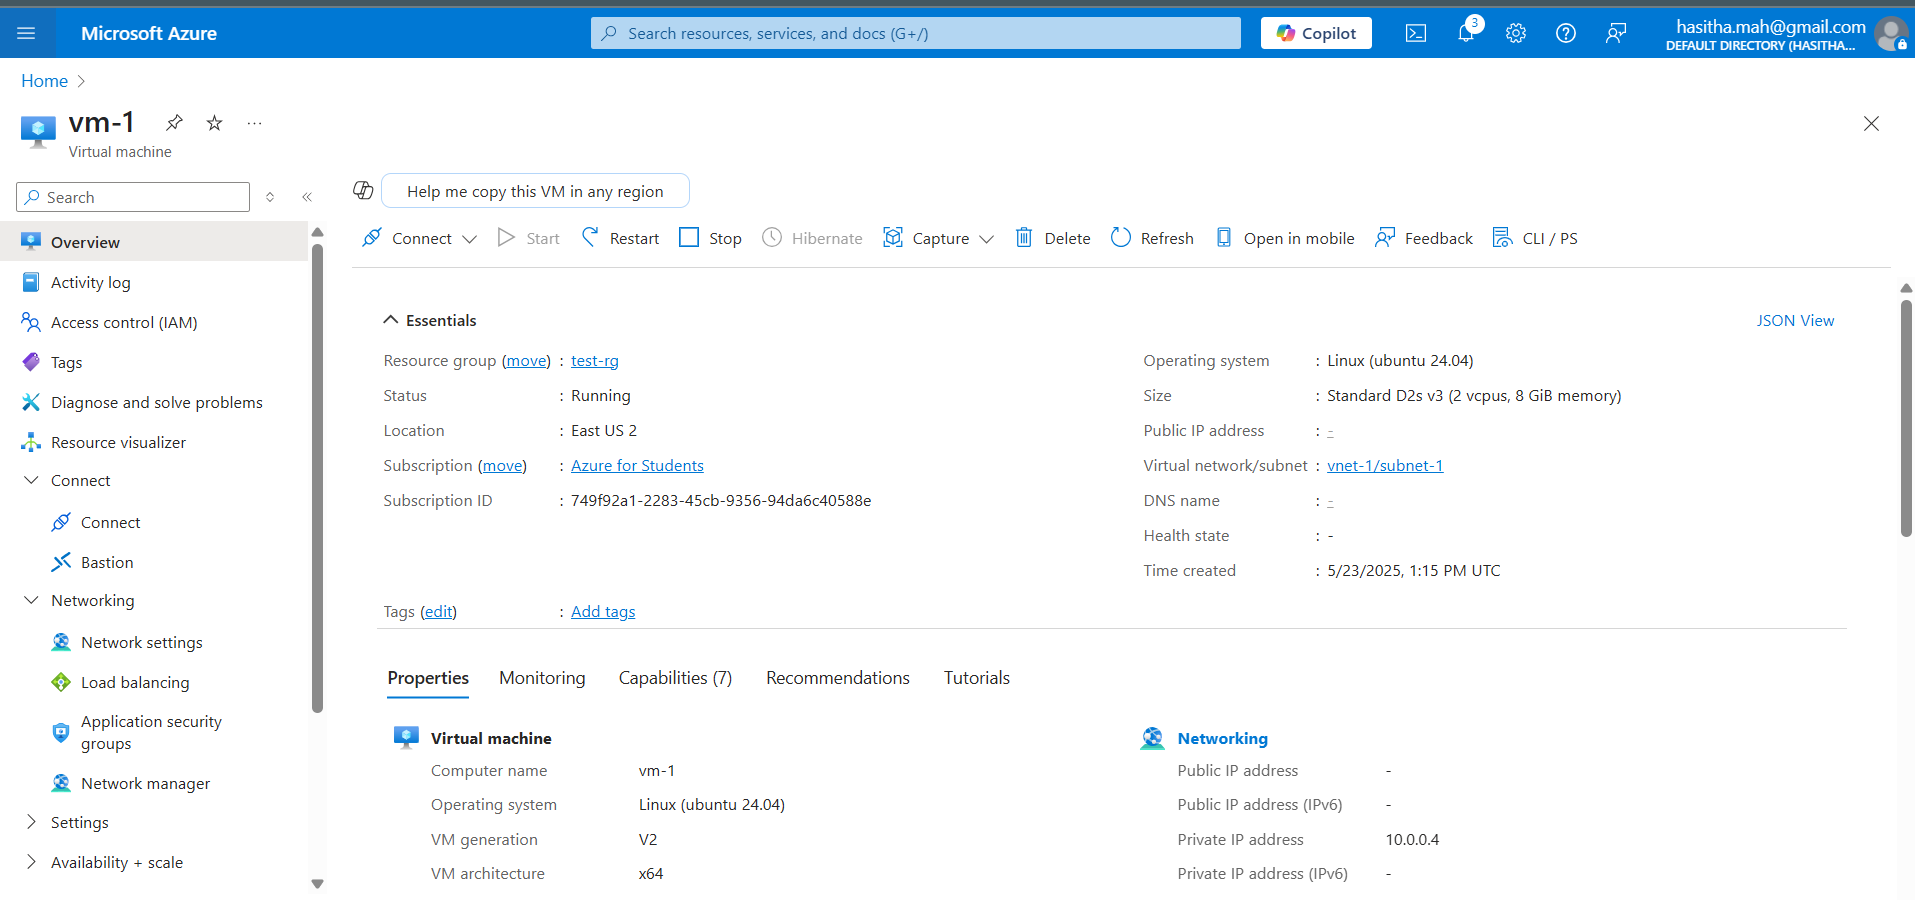 Microsoft Azure
Search resources, services, and docs (G+/)
Copilot
3
hasitha.mah@gmail.com
DEFAULT DIRECTORY (HASITHA...
Home
vm-1
Virtual machine
Search
Help me copy this VM in any region
Connect Start Restart Stop Hibernate Capture Delete Refresh Open in mobile Feedback CLI / PS
Overview
Activity log
Access control (IAM)
Tags
Diagnose and solve problems
Resource visualizer
Connect
Connect
Bastion
Networking
Network settings
Load balancing
Application security
groups
Network manager
Settings
Availability + scale
Essentials
JSON View
Resource group (move) : test-rg
Status : Running
Location : East US 2
Subscription (move) : Azure for Students
Subscription ID : 749f92a1-2283-45cb-9356-94da6c40588e
Operating system : Linux (ubuntu 24.04)
Size : Standard D2s v3 (2 vcpus, 8 GiB memory)
Public IP address : -
Virtual network/subnet : vnet-1/subnet-1
DNS name : -
Health state : -
Time created : 5/23/2025, 1:15 PM UTC
Tags (edit) : Add tags
Properties Monitoring Capabilities (7) Recommendations Tutorials
Virtual machine
Computer name vm-1
Operating system Linux (ubuntu 24.04)
VM generation V2
VM architecture x64
Networking
Public IP address -
Public IP address (IPv6) -
Private IP address 10.0.0.4
Private IP address (IPv6) -